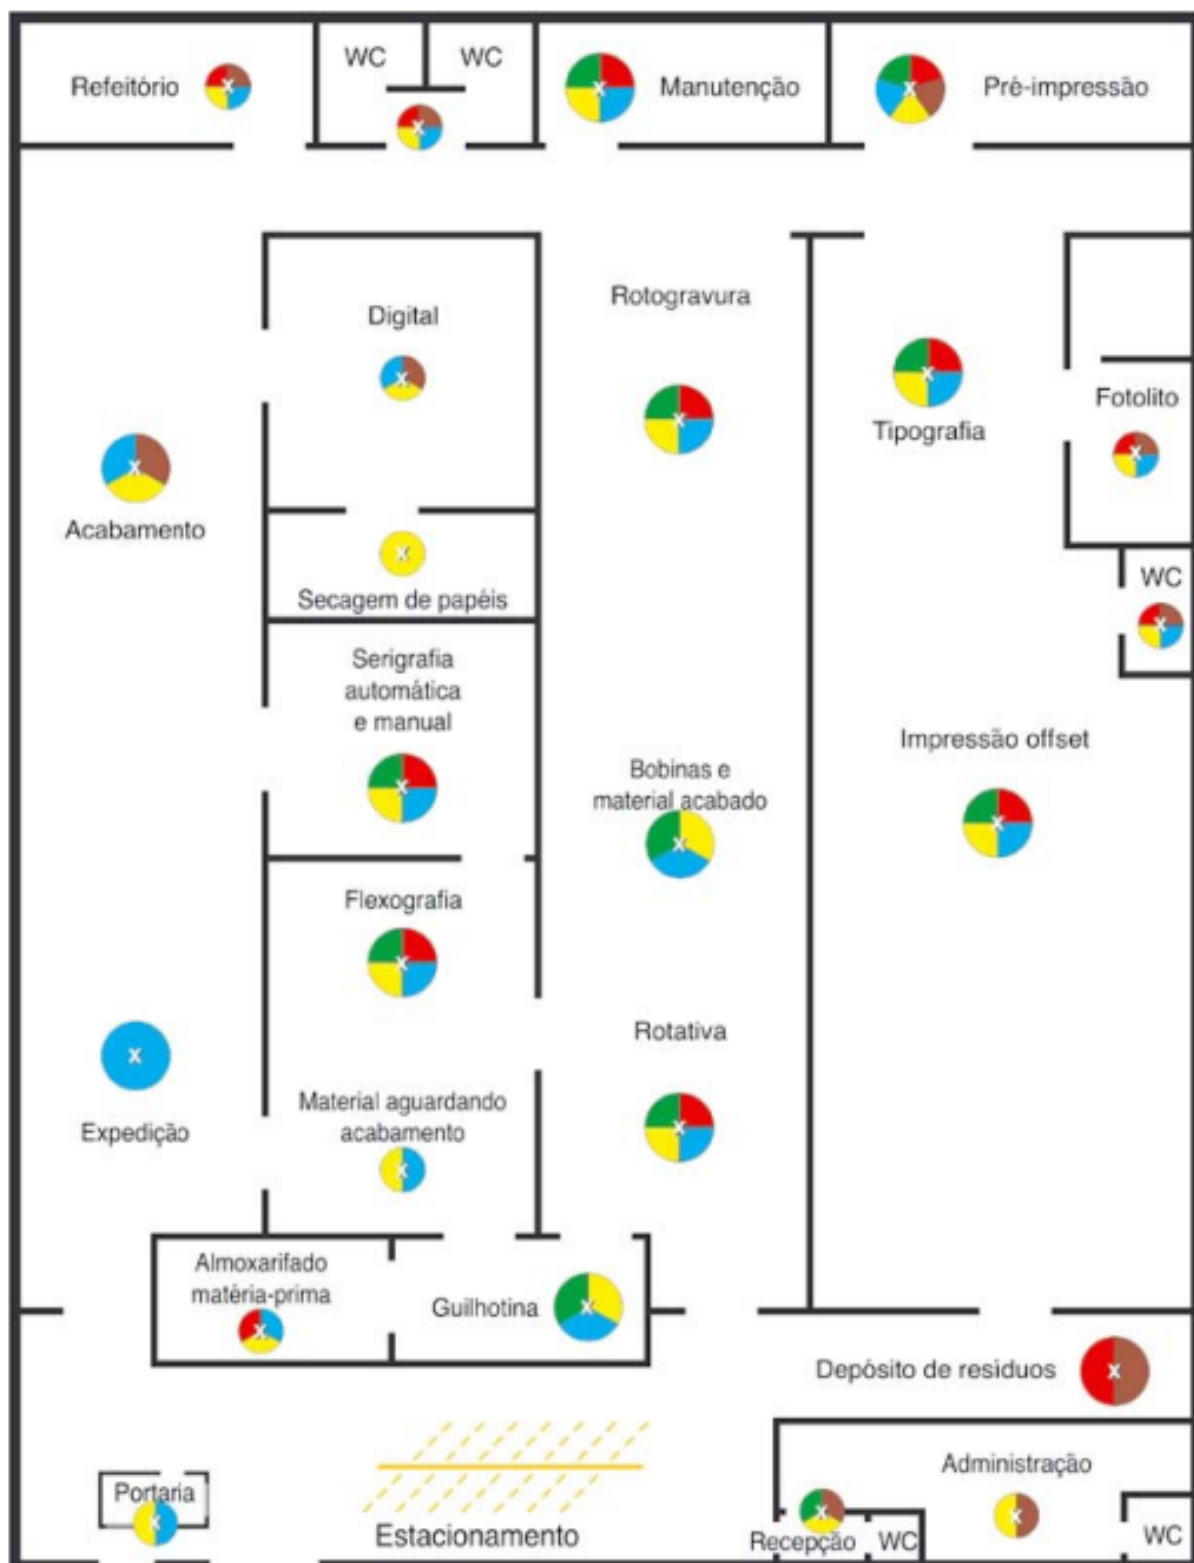 Refeitório
WC
WC
Manutenção
Pré-impressão
Digital
Rotogravura
Tipografia
Fotolito
Acabamento
Secagem de papéis
WC
Serigrafia
automática
e manual
Impressão offset
Bobinas e
material acabado
Flexografia
Rotativa
Material aguardando
acabamento
Expedição
Almoxarifado
matéria-prima
Guilhotina
Depósito de resíduos
Administração
Portaria
Estacionamento
Recepção
WC
WC